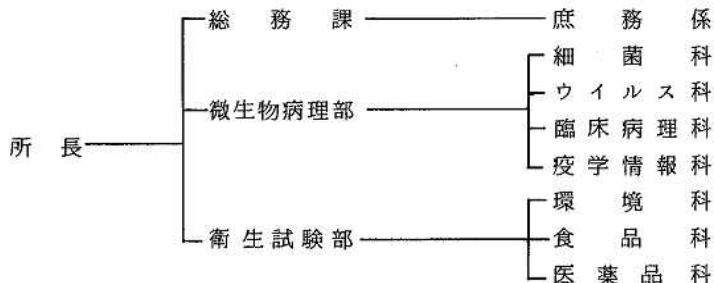 総務課 庶務係
細菌科
ウイルス科
微生物病理部
臨床病理科
所長
疫学情報科
環境科
衛生試験部 食品科
医薬品科